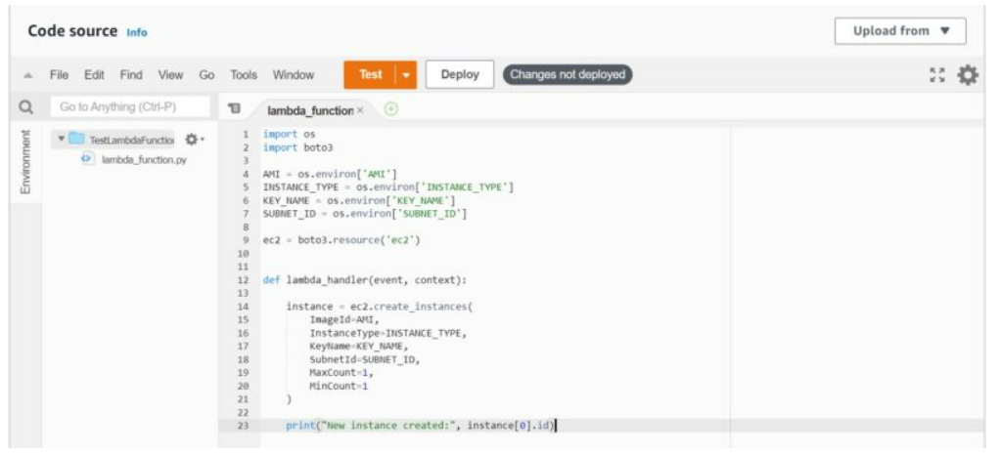 Code source Info
Upload from ▼
File Edit Find View Go Tools Window Test Deploy Changes not deployed
Go to Anything (Ctrl-P)
lambda_function ×
Environment
TestLambdaFunctio
lambda_function.py
1 import os
2 import boto3
3
4 AMI = os.environ['AMI']
5 INSTANCE_TYPE = os.environ['INSTANCE_TYPE']
6 KEY_NAME = os.environ['KEY_NAME']
7 SUBNET_ID = os.environ['SUBNET_ID']
8
9 ec2 = boto3.resource('ec2')
10
11
12 def lambda_handler(event, context):
13
14     instance = ec2.create_instances(
15         ImageId=AMI,
16         InstanceType=INSTANCE_TYPE,
17         KeyName=KEY_NAME,
18         SubnetId=SUBNET_ID,
19         MaxCount=1,
20         MinCount=1
21     )
22
23     print("New instance created:", instance[0].id)